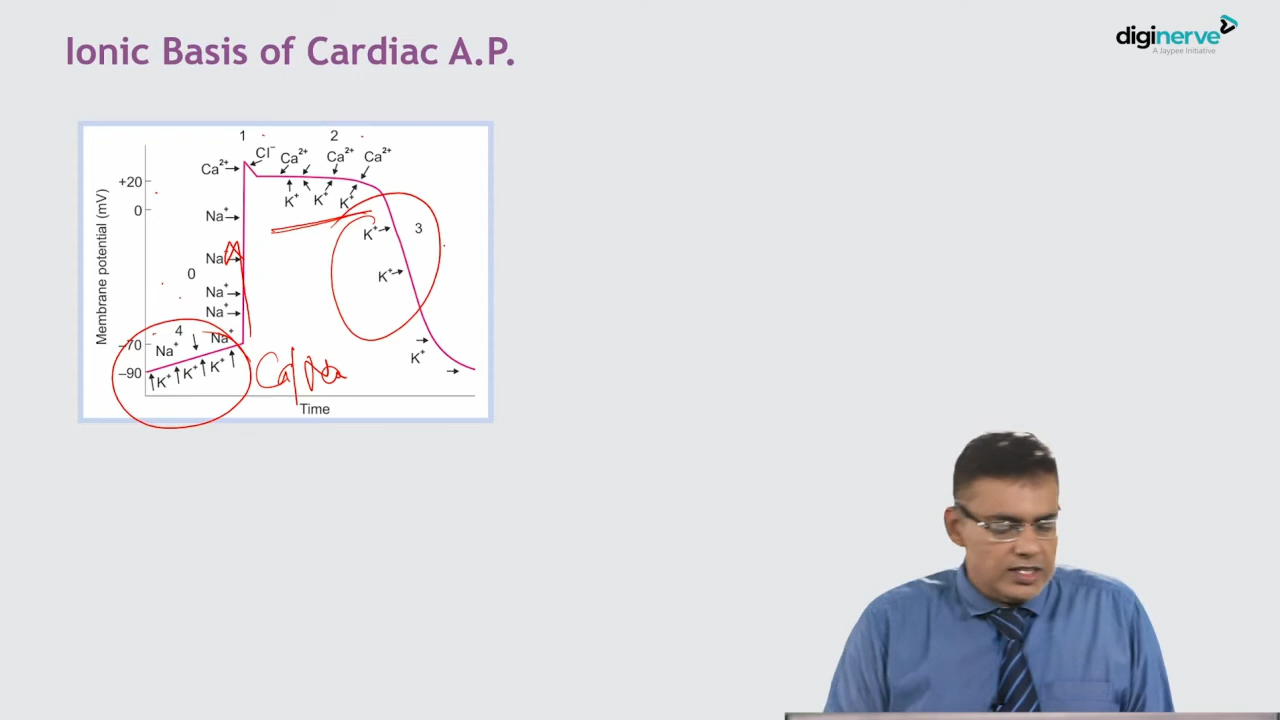 Ionic Basis of Cardiac A.P.
diginerve
A Jaypee Initiative
1 2
Cl⁻
Ca²⁺ Ca²⁺ Ca²⁺ Ca²⁺
+20
K⁺ K⁺ K⁺
0 Na⁺
K⁺ 3
Na⁺
0 K⁺
Na⁺
Na⁺
4 Na⁺
-70 Na⁺
K⁺
-90 K⁺ K⁺ K⁺
Ca/Na
Membrane potential (mV)
Time